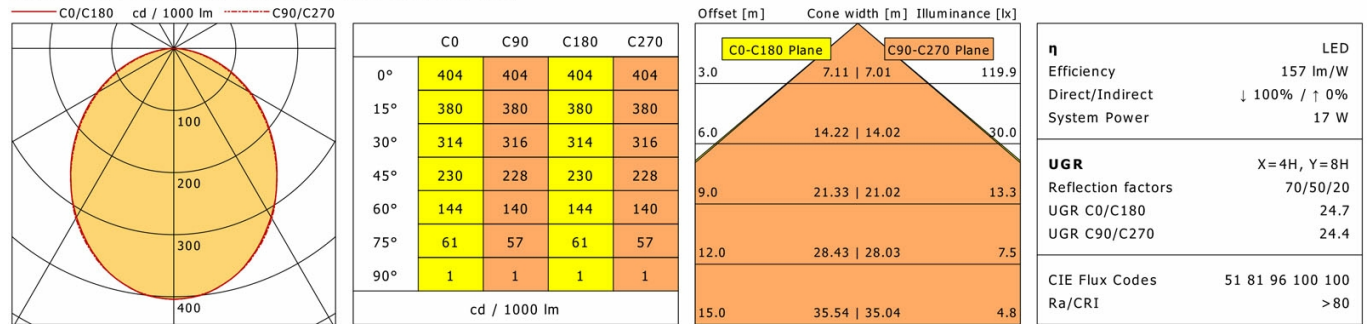 C0/C180 cd / 1000 lm C90/C270
100
200
300
400
C0 C90 C180 C270
0° 404 404 404 404
15° 380 380 380 380
30° 314 316 314 316
45° 230 228 230 228
60° 144 140 144 140
75° 61 57 61 57
90° 1 1 1 1
cd / 1000 lm
Offset [m] Cone width [m] Illuminance [lx]
C0-C180 Plane C90-C270 Plane
3.0 7.11 | 7.01 119.9
6.0 14.22 | 14.02 30.0
9.0 21.33 | 21.02 13.3
12.0 28.43 | 28.03 7.5
15.0 35.54 | 35.04 4.8
η LED
Efficiency 157 lm/W
Direct/Indirect ↓ 100% / ↑ 0%
System Power 17 W
UGR X=4H, Y=8H
Reflection factors 70/50/20
UGR C0/C180 24.7
UGR C90/C270 24.4
CIE Flux Codes 51 81 96 100 100
Ra/CRI >80